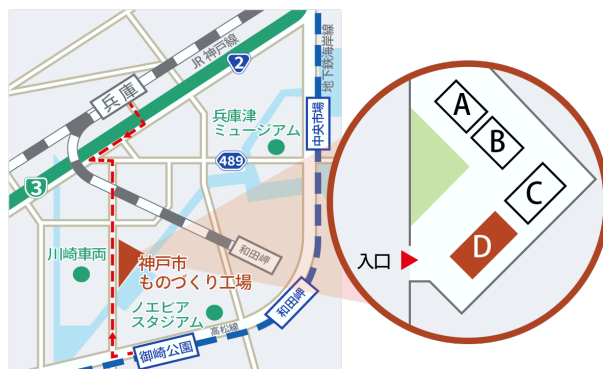 JR 神戸線
2
地下鉄海岸線
兵庫
兵庫津
ミュージアム
中央市場
489
3
川崎車両
神戸市
ものづくり工場
和田岬
ノエビア
スタジアム
高松線
和田岬
御崎公園
A
B
C
D
入口